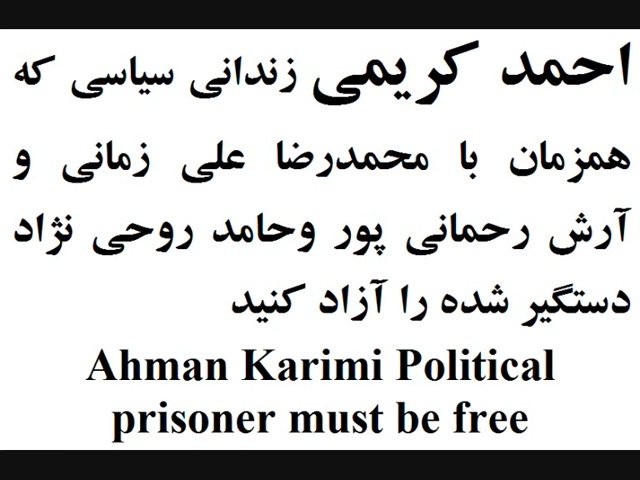 احمد کریمی زندانی سیاسی که
همزمان با محمدرضا علی زمانی و
آرش رحمانی پور وحامد روحی نژاد
دستگیر شده را آزاد کنید
Ahman Karimi Political
prisoner must be free